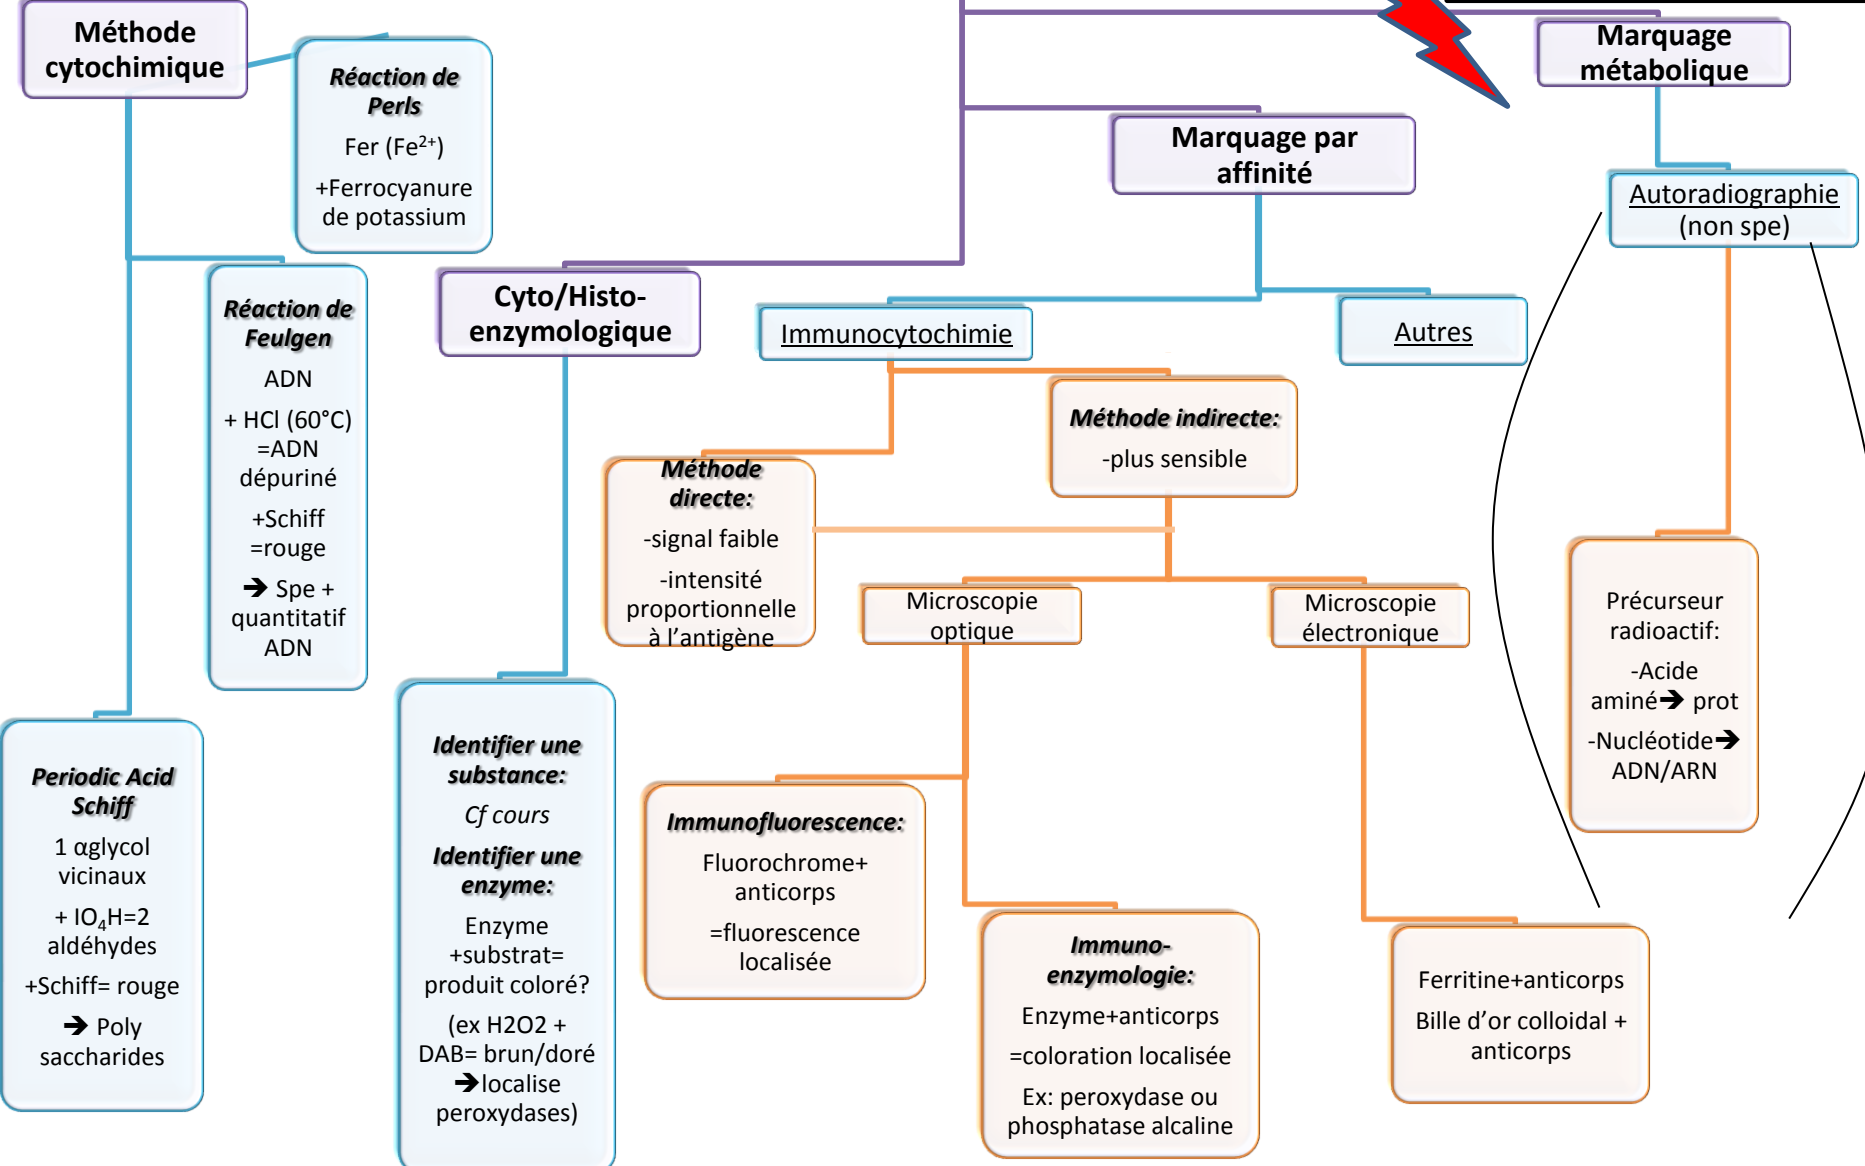 Méthode
cytochimique
Réaction de
Perls
Fer (Fe²⁺)
+Ferrocyanure
de potassium
Réaction de
Feulgen
ADN
+ HCl (60°C)
=ADN
dépuriné
+Schiff
=rouge
➔ Spe +
quantitatif
ADN
Periodic Acid
Schiff
1 αglycol
vicinaux
+ IO₄H=2
aldéhydes
+Schiff= rouge
➔ Poly
saccharides
Cyto/Histo-
enzymologique
Identifier une
substance:
Cf cours
Identifier une
enzyme:
Enzyme
+substrat=
produit coloré?
(ex H2O2 +
DAB= brun/doré
➔localise
peroxydases)
Marquage par
affinité
Immunocytochimie
Autres
Méthode
directe:
-signal faible
-intensité
proportionnelle
à l’antigène
Méthode indirecte:
-plus sensible
Microscopie
optique
Microscopie
électronique
Immunofluorescence:
Fluorochrome+
anticorps
=fluorescence
localisée
Immuno-
enzymologie:
Enzyme+anticorps
=coloration localisée
Ex: peroxydase ou
phosphatase alcaline
Ferritine+anticorps
Bille d’or colloidal +
anticorps
Marquage
métabolique
Autoradiographie
(non spe)
Précurseur
radioactif:
-Acide
aminé➔ prot
-Nucléotide➔
ADN/ARN